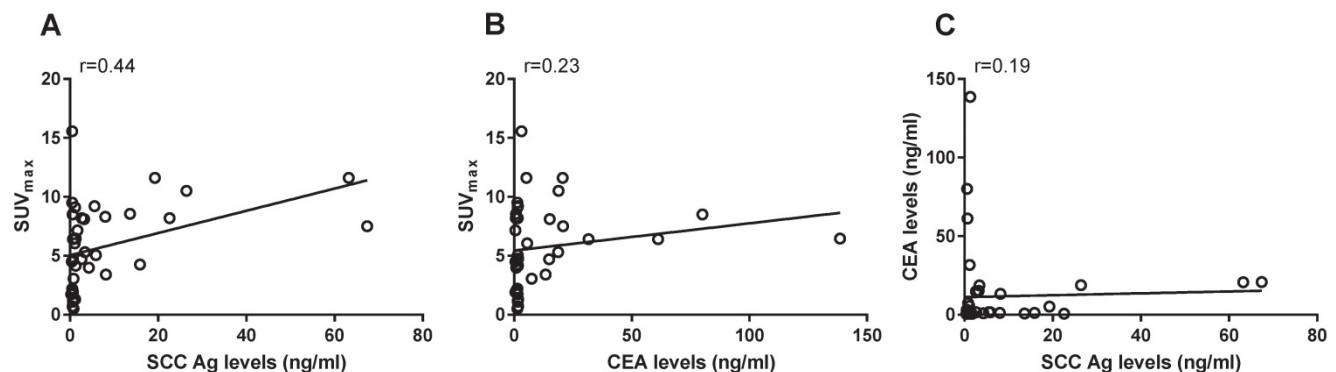 A
r=0.44
20
15
10
5
0
SUVmax
0 20 40 60 80
SCC Ag levels (ng/ml)
B
r=0.23
20
15
10
5
0
SUVmax
0 50 100 150
CEA levels (ng/ml)
C
r=0.19
150
100
50
0
CEA levels (ng/ml)
0 20 40 60 80
SCC Ag levels (ng/ml)